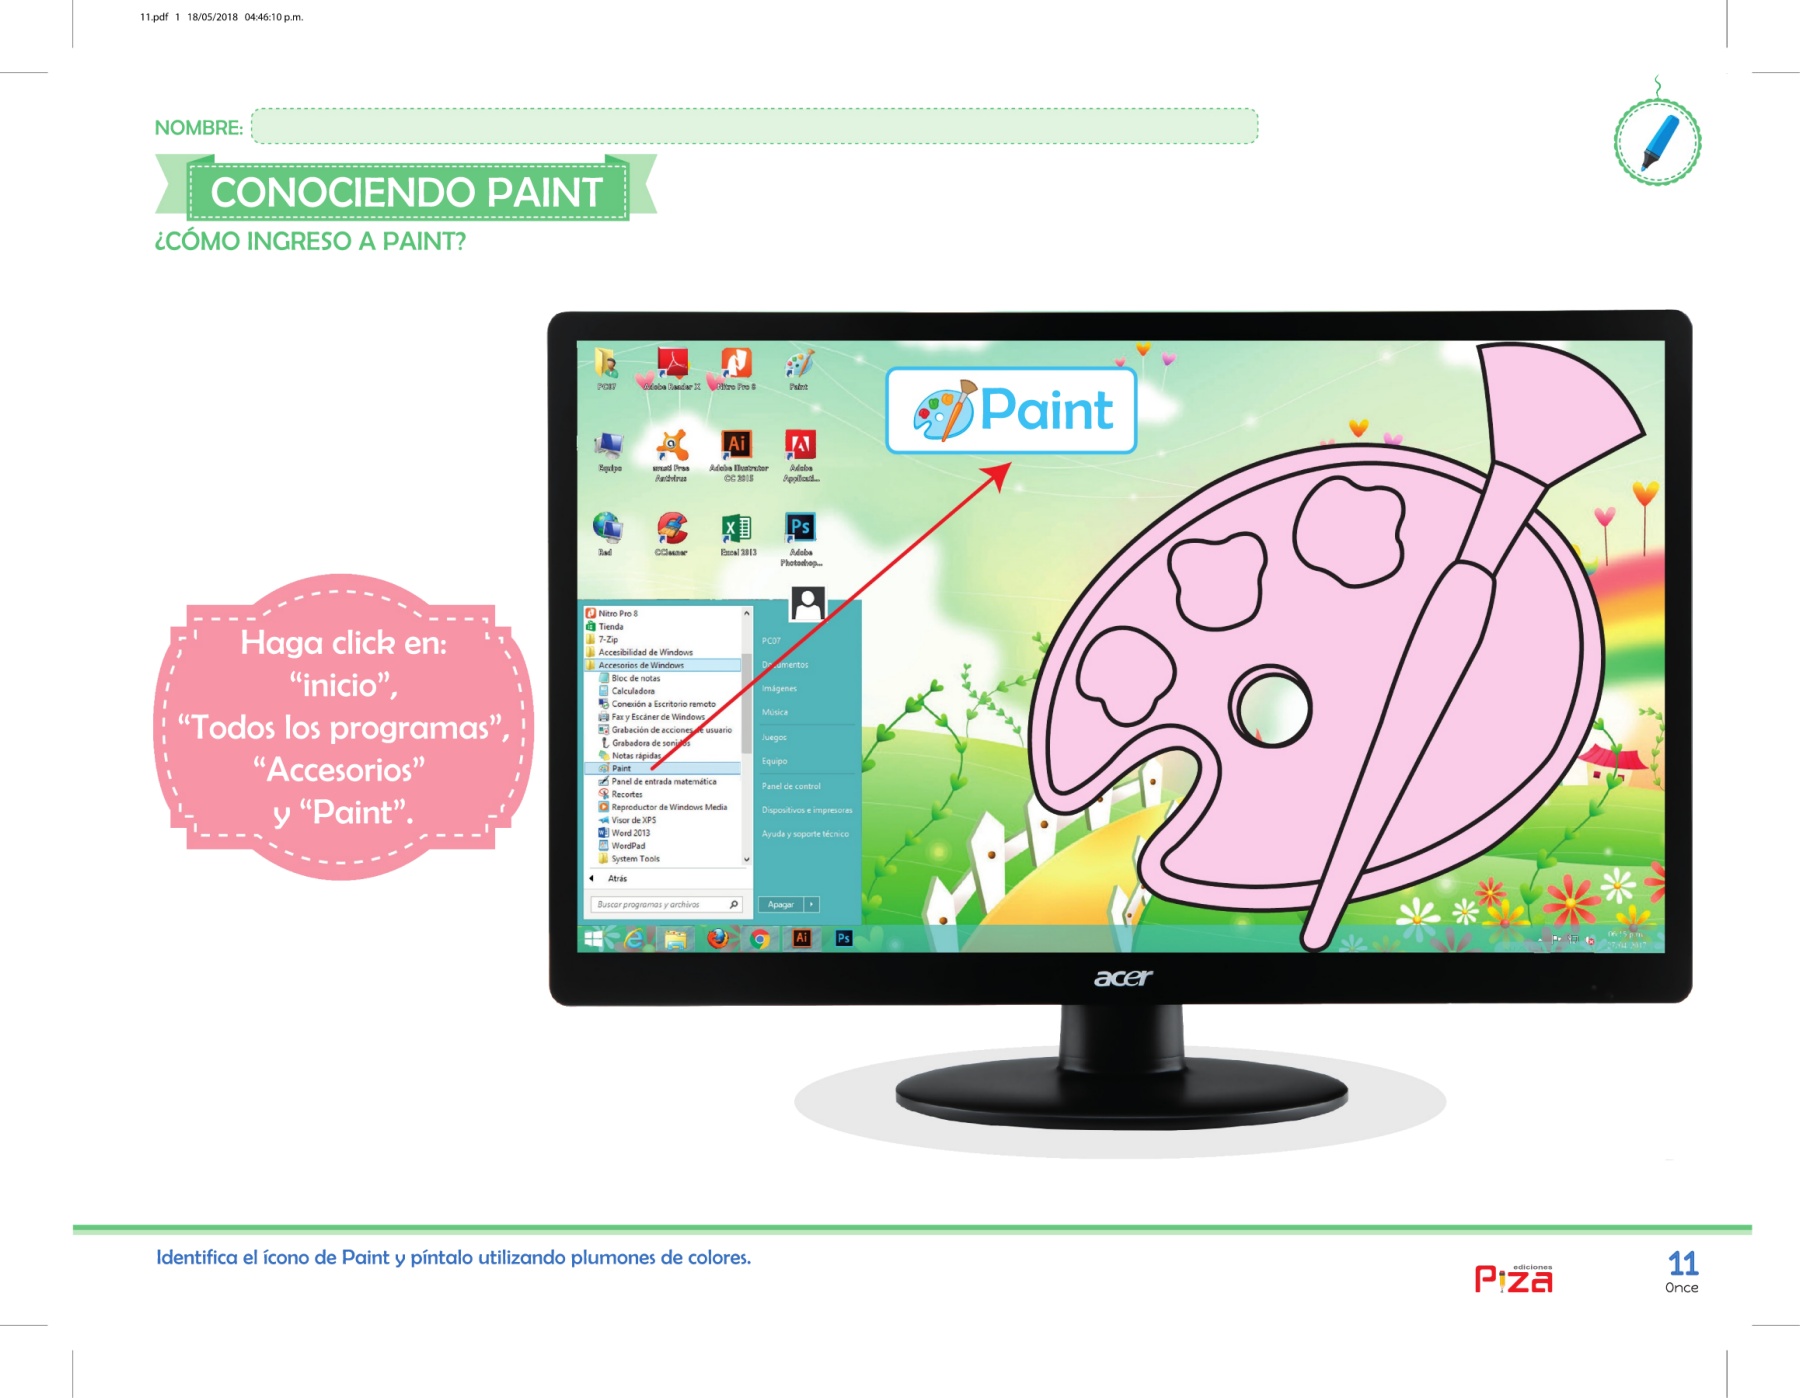 11.pdf 1 18/05/2018 04:46:10 p.m.
NOMBRE:
CONOCIENDO PAINT
¿CÓMO INGRESO A PAINT?
Haga click en:
“inicio”,
“Todos los programas”,
“Accesorios”
y “Paint”.
PC07
Adobe Reader X
Nitro Pro 8
Paint
Equipo
avast! Free
Antivirus
Adobe Illustrator
CC 2015
Adobe
Applicati...
Red
CCleaner
Excel 2013
Adobe
Photoshop...
Paint
Nitro Pro 8
Tienda
7-Zip
Accesibilidad de Windows
Accesorios de Windows
Bloc de notas
Calculadora
Conexión a Escritorio remoto
Fax y Escáner de Windows
Grabación de acciones de usuario
Grabadora de sonidos
Notas rápidas
Paint
Panel de entrada matemática
Recortes
Reproductor de Windows Media
Visor de XPS
Word 2013
WordPad
System Tools
Atrás
Buscar programas y archivos
PC07
Documentos
Imágenes
Música
Juegos
Equipo
Panel de control
Dispositivos e impresoras
Ayuda y soporte técnico
Apagar
Ai
Ps
acer
Identifica el ícono de Paint y píntalo utilizando plumones de colores.
ediciones
Piza
11
Once